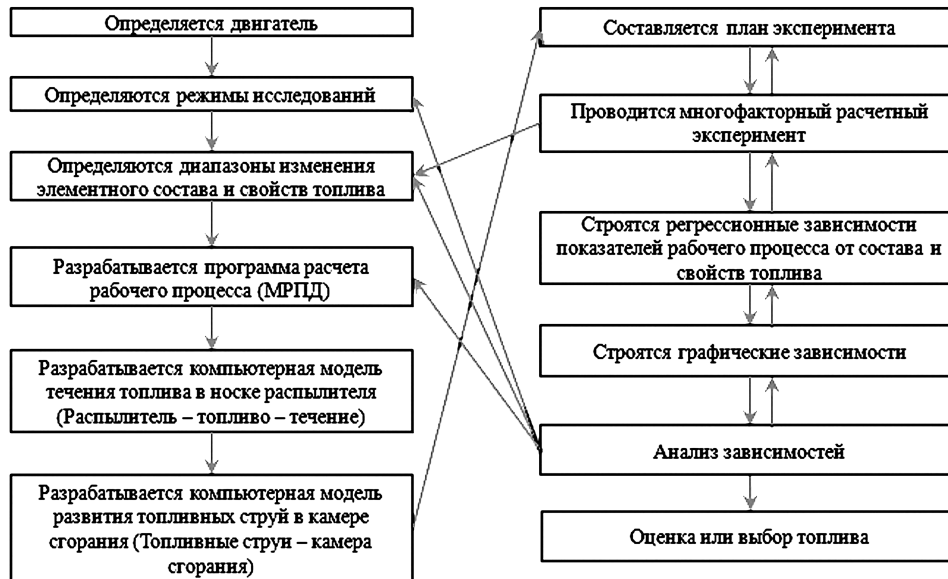 Определяется двигатель
Определяются режимы исследований
Определяются диапазоны изменения
элементного состава и свойств топлива
Разрабатывается программа расчета
рабочего процесса (МРПД)
Разрабатывается компьютерная модель
течения топлива в носке распылителя
(Распылитель – топливо – течение)
Разрабатывается компьютерная модель
развития топливных струй в камере
сгорания (Топливные струн – камера
сгорания)
Составляется план эксперимента
Проводится многофакторный расчетный
эксперимент
Строятся регрессионные зависимости
показателей рабочего процесса от состава и
свойств топлива
Строятся графические зависимости
Анализ зависимостей
Оценка или выбор топлива